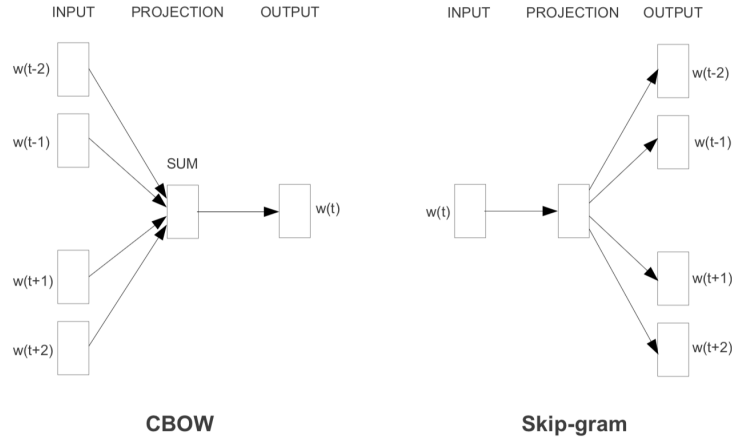 INPUT PROJECTION OUTPUT
w(t-2)
w(t-1)
SUM
w(t)
w(t+1)
w(t+2)
CBOW
INPUT PROJECTION OUTPUT
w(t-2)
w(t-1)
w(t)
w(t+1)
w(t+2)
Skip-gram